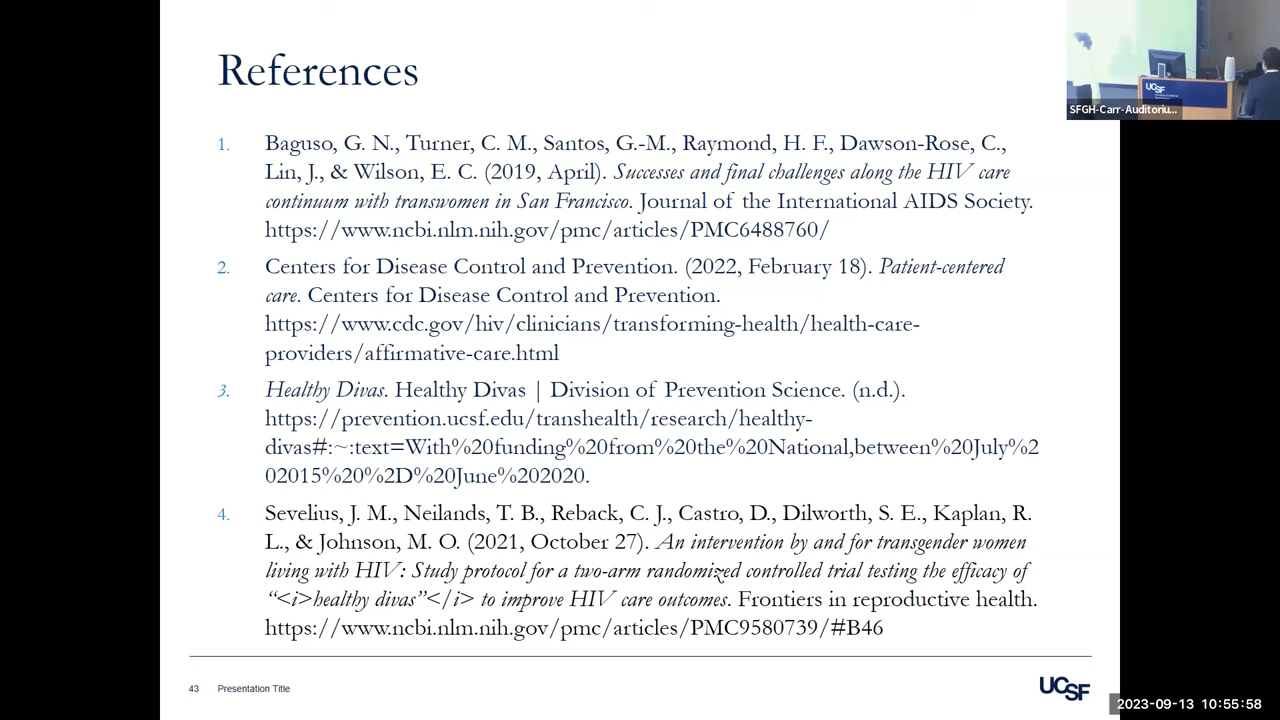 References
1. Baguso, G. N., Turner, C. M., Santos, G.-M., Raymond, H. F., Dawson-Rose, C.,
Lin, J., & Wilson, E. C. (2019, April). Successes and final challenges along the HIV care
continuum with transwomen in San Francisco. Journal of the International AIDS Society.
https://www.ncbi.nlm.nih.gov/pmc/articles/PMC6488760/
2. Centers for Disease Control and Prevention. (2022, February 18). Patient-centered
care. Centers for Disease Control and Prevention.
https://www.cdc.gov/hiv/clinicians/transforming-health/health-care-
providers/affirmative-care.html
3. Healthy Divas. Healthy Divas | Division of Prevention Science. (n.d.).
https://prevention.ucsf.edu/transhealth/research/healthy-
divas#:~:text=With%20funding%20from%20the%20National,between%20July%2
02015%20%2D%20June%202020.
4. Sevelius, J. M., Neilands, T. B., Reback, C. J., Castro, D., Dilworth, S. E., Kaplan, R.
L., & Johnson, M. O. (2021, October 27). An intervention by and for transgender women
living with HIV: Study protocol for a two-arm randomized controlled trial testing the efficacy of
“<i>healthy divas”</i> to improve HIV care outcomes. Frontiers in reproductive health.
https://www.ncbi.nlm.nih.gov/pmc/articles/PMC9580739/#B46
43 Presentation Title
UCSF
UCSF
SFGH-Carr-Auditoriu...
2023-09-13 10:55:58